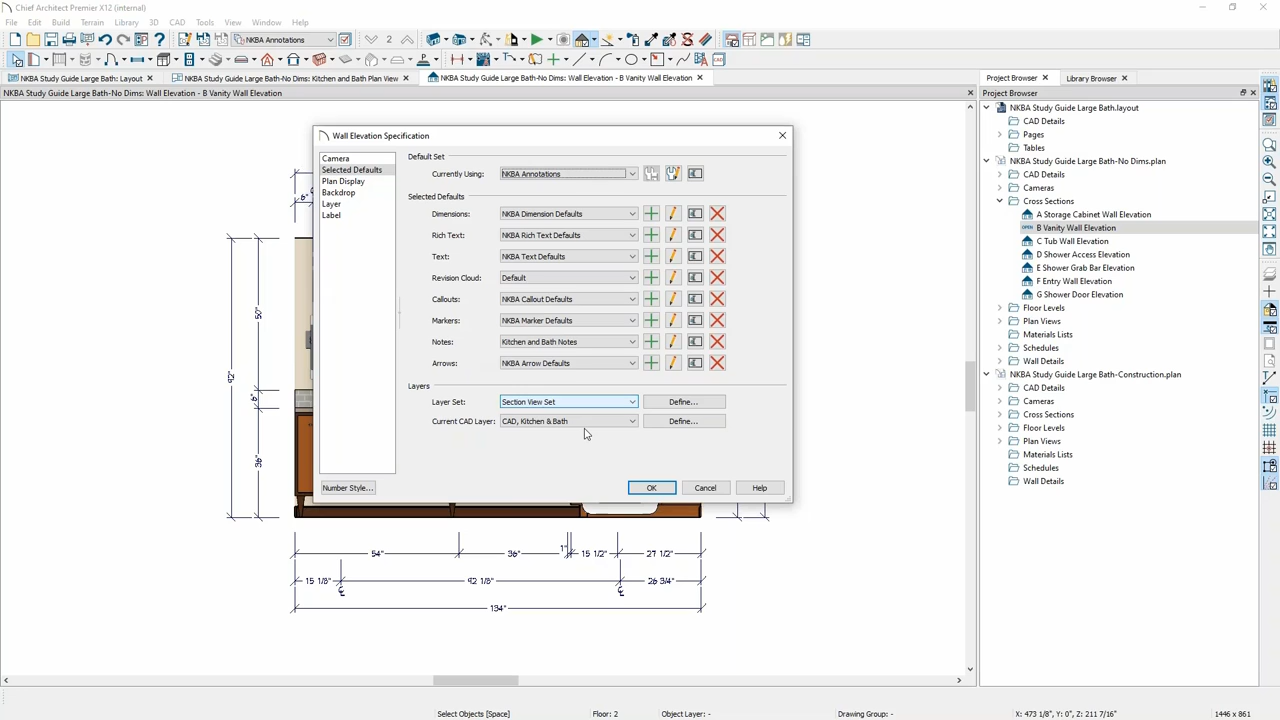 Chief Architect Premier X12 (internal)
File Edit Build Terrain Library 3D CAD Tools View Window Help
NKBA Annotations 2
NKBA Study Guide Large Bath: Layout NKBA Study Guide Large Bath-No Dims: Kitchen and Bath Plan View NKBA Study Guide Large Bath-No Dims: Wall Elevation - B Vanity Wall Elevation
NKBA Study Guide Large Bath-No Dims: Wall Elevation - B Vanity Wall Elevation
Project Browser Library Browser
Project Browser
NKBA Study Guide Large Bath.layout
CAD Details
Pages
Tables
NKBA Study Guide Large Bath-No Dims.plan
CAD Details
Cameras
Cross Sections
A Storage Cabinet Wall Elevation
OPEN B Vanity Wall Elevation
C Tub Wall Elevation
D Shower Access Elevation
E Shower Grab Bar Elevation
F Entry Wall Elevation
G Shower Door Elevation
Floor Levels
Plan Views
Materials Lists
Schedules
Wall Details
NKBA Study Guide Large Bath-Construction.plan
CAD Details
Cameras
Cross Sections
Floor Levels
Plan Views
Materials Lists
Schedules
Wall Details
Wall Elevation Specification
Camera
Selected Defaults
Plan Display
Backdrop
Layer
Label
Default Set
Currently Using: NKBA Annotations
Selected Defaults
Dimensions: NKBA Dimension Defaults
Rich Text: NKBA Rich Text Defaults
Text: NKBA Text Defaults
Revision Cloud: Default
Callouts: NKBA Callout Defaults
Markers: NKBA Marker Defaults
Notes: Kitchen and Bath Notes
Arrows: NKBA Arrow Defaults
Layers
Layer Set: Section View Set Define...
Current CAD Layer: CAD, Kitchen & Bath Define...
Number Style... OK Cancel Help
6"
50"
92"
6"
36"
54" 36" 1" 15 1/2" 27 1/2"
15 1/8" 92 1/8" 26 3/4"
134"
Select Objects [Space] Floor: 2 Object Layer: - Drawing Group: - X: 473 1/8", Y: 0", Z: 211 7/16" 1446 x 861